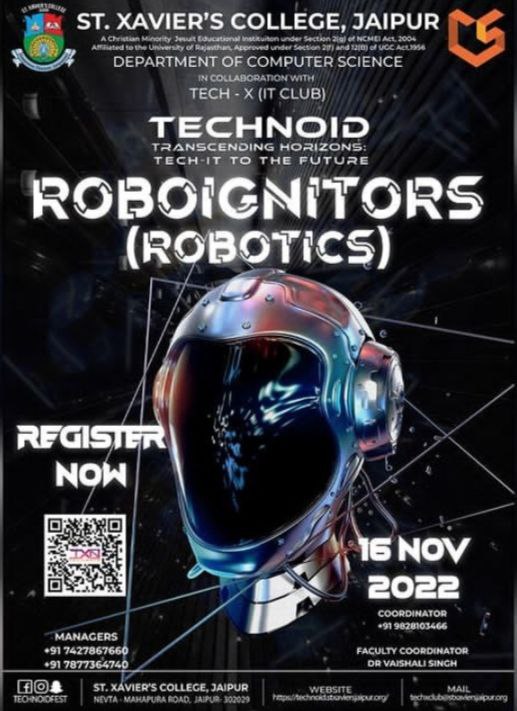 ST. XAVIER'S COLLEGE, JAIPUR
A Christian Minority Jesuit Educational Instituiton under Section 2(g) of NCMEI Act, 2004
Affiliated to the University of Rajasthan, Approved under Section 2(f) and 12(B) of UGC Act,1956
DEPARTMENT OF COMPUTER SCIENCE
IN COLLABORATION WITH
TECH - X (IT CLUB)
TECHNOID
TRANSCENDING HORIZONS:
TECH-IT TO THE FUTURE
ROBOIGNITORS
(ROBOTICS)
REGISTER
NOW
TXN
MANAGERS
+91 7427867660
+91 7877364740
16 NOV
2022
COORDINATOR
+91 9828103466
FACULTY COORDINATOR
DR VAISHALI SINGH
TECHNOIDFEST
ST. XAVIER'S COLLEGE, JAIPUR
NEVTA - MAHAPURA ROAD, JAIPUR- 302029
WEBSITE
https://technoid.stxaviersjaipur.org/
MAIL
techxclub@stxaviersjaipur.org